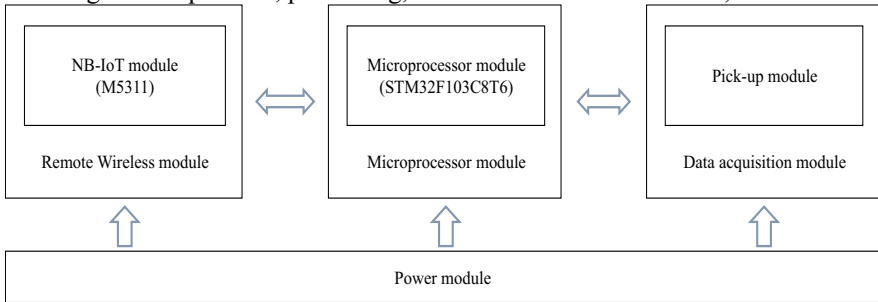 NB-IoT module
(M5311)
Remote Wireless module
Microprocessor module
(STM32F103C8T6)
Microprocessor module
Pick-up module
Data acquisition module
Power module